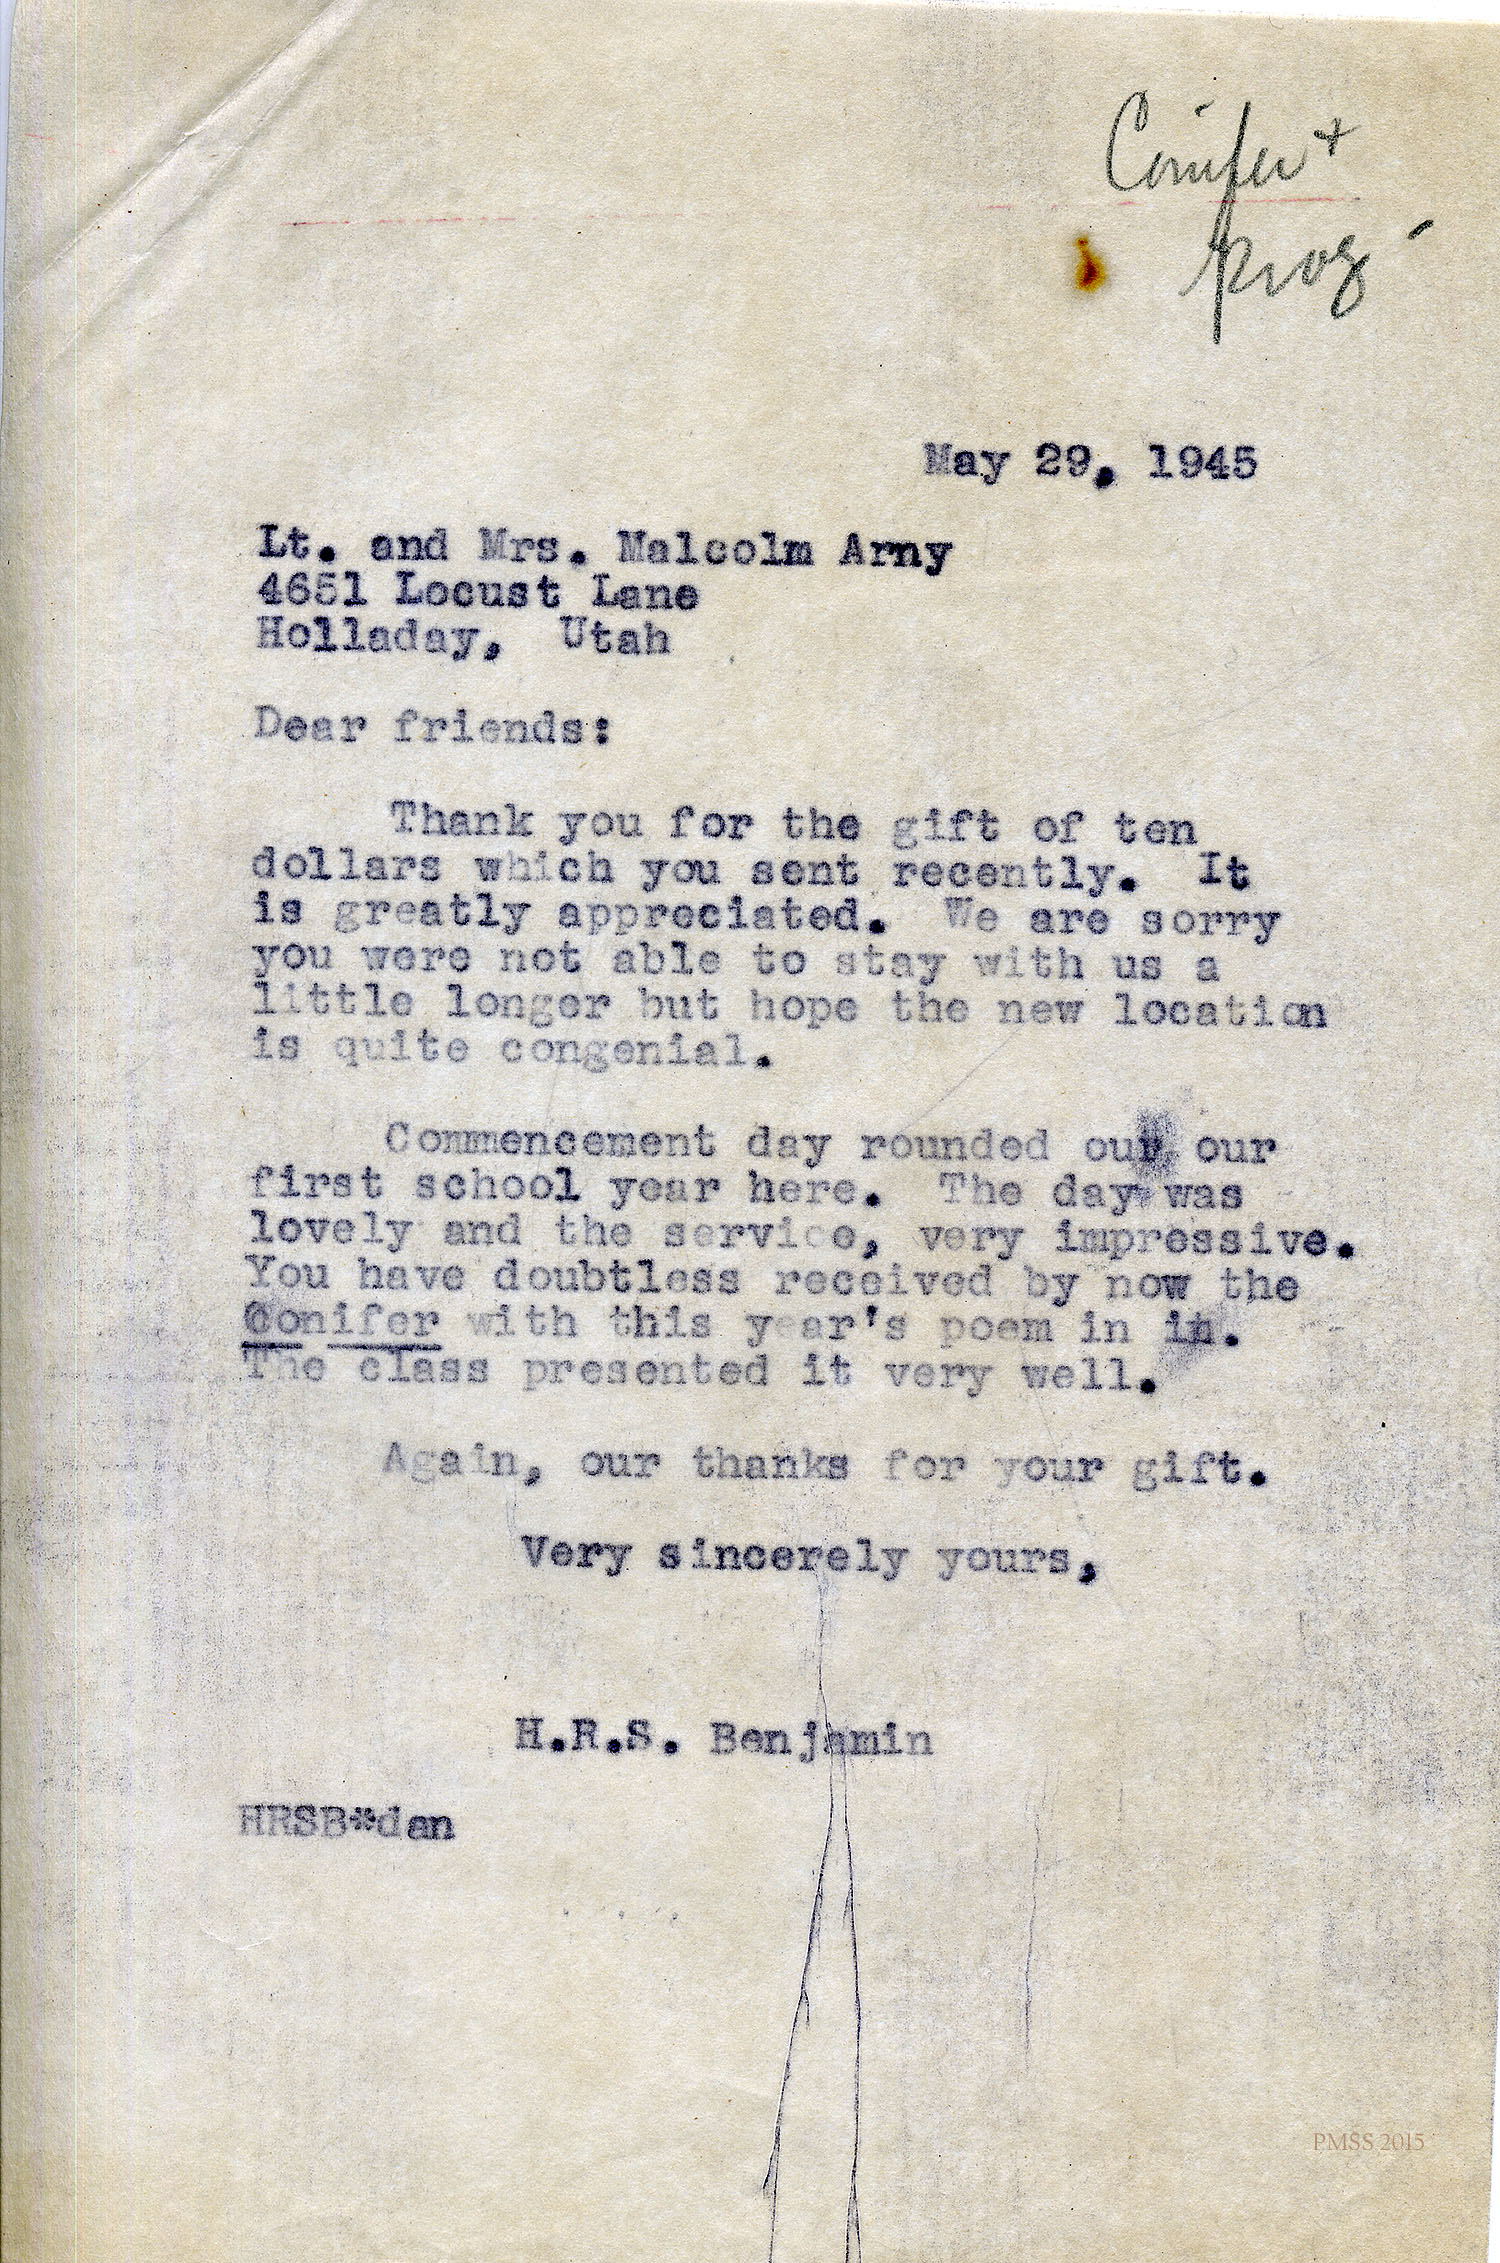 Conifer +
prog -
May 29, 1945
Lt. and Mrs. Malcolm Arny
4651 Locust Lane
Holladay, Utah
Dear friends:
Thank you for the gift of ten
dollars which you sent recently. It
is greatly appreciated. We are sorry
you were not able to stay with us a
little longer but hope the new location
is quite congenial.
Commencement day rounded our our
first school year here. The day was
lovely and the service, very impressive.
You have doubtless received by now the
Conifer with this year's poem in in.
The class presented it very well.
Again, our thanks for your gift.
Very sincerely yours,
H.R.S. Benjamin
HRSB*dan
PMSS 2015